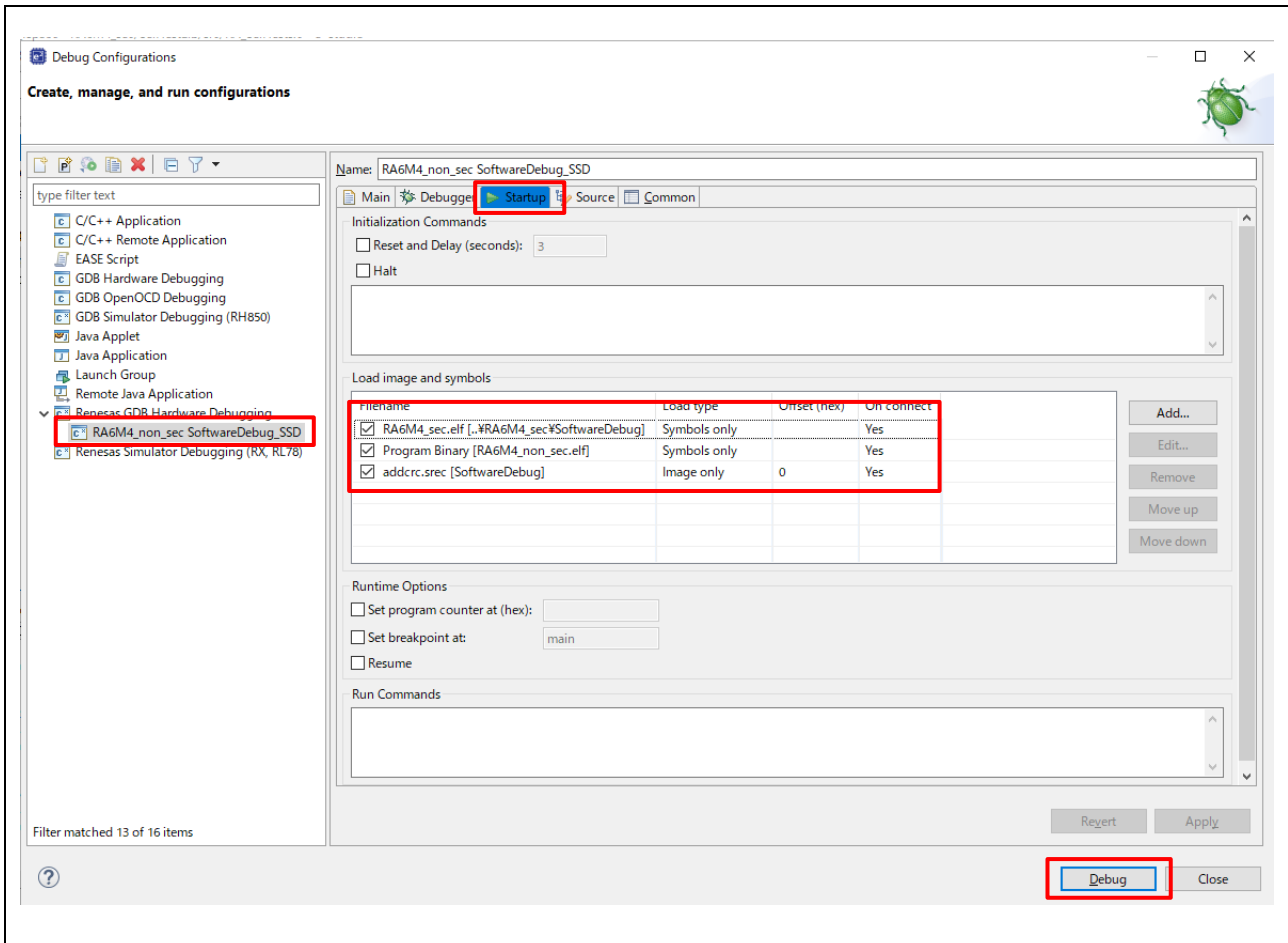 Debug Configurations
Create, manage, and run configurations
type filter text
C/C++ Application
C/C++ Remote Application
EASE Script
GDB Hardware Debugging
GDB OpenOCD Debugging
GDB Simulator Debugging (RH850)
Java Applet
Java Application
Launch Group
Remote Java Application
Renesas GDB Hardware Debugging
RA6M4_non_sec SoftwareDebug_SSD
Renesas Simulator Debugging (RX, RL78)
Filter matched 13 of 16 items
Name: RA6M4_non_sec SoftwareDebug_SSD
Main Debugger Startup Source Common
Initialization Commands
Reset and Delay (seconds): 3
Halt
Load image and symbols
Filename Load type Offset (hex) On connect
RA6M4_sec.elf [..¥RA6M4_sec¥SoftwareDebug] Symbols only Yes
Program Binary [RA6M4_non_sec.elf] Symbols only Yes
addcrc.srec [SoftwareDebug] Image only 0 Yes
Add...
Edit...
Remove
Move up
Move down
Runtime Options
Set program counter at (hex):
Set breakpoint at: main
Resume
Run Commands
Revert Apply
Debug Close